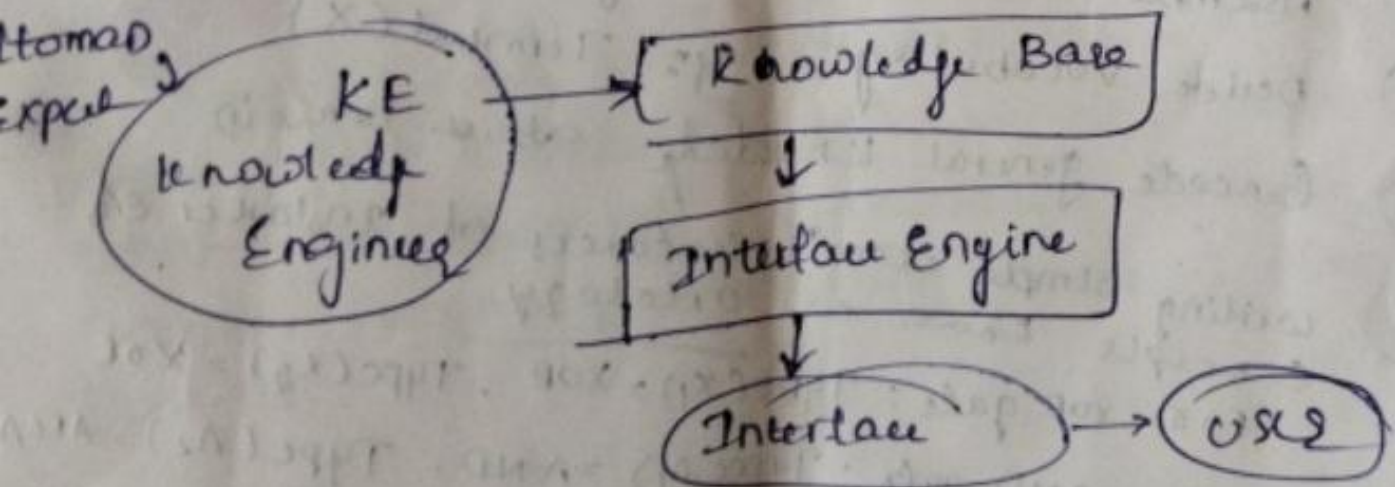 Human
Expert
KE
Knowledge
Engineer
Knowledge Base
Interface Engine
Interface
User